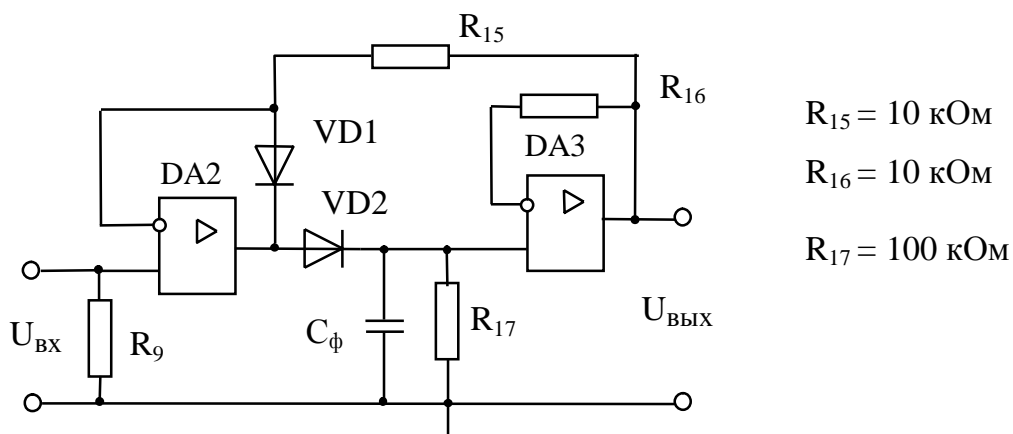 R₁₅
R₁₆
R₁₅ = 10 кОм
VD1
DA3
DA2
R₁₆ = 10 кОм
VD2
R₁₇ = 100 кОм
Uвх
R₉
Cф
R₁₇
Uвых